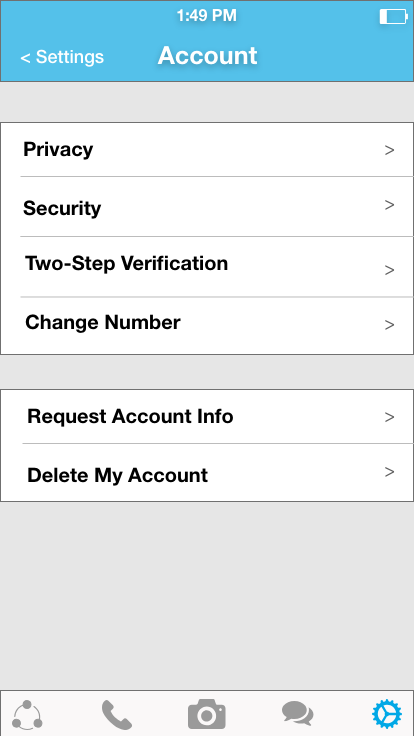 1:49 PM
< Settings Account
Privacy >
Security >
Two-Step Verification >
Change Number >
Request Account Info >
Delete My Account >